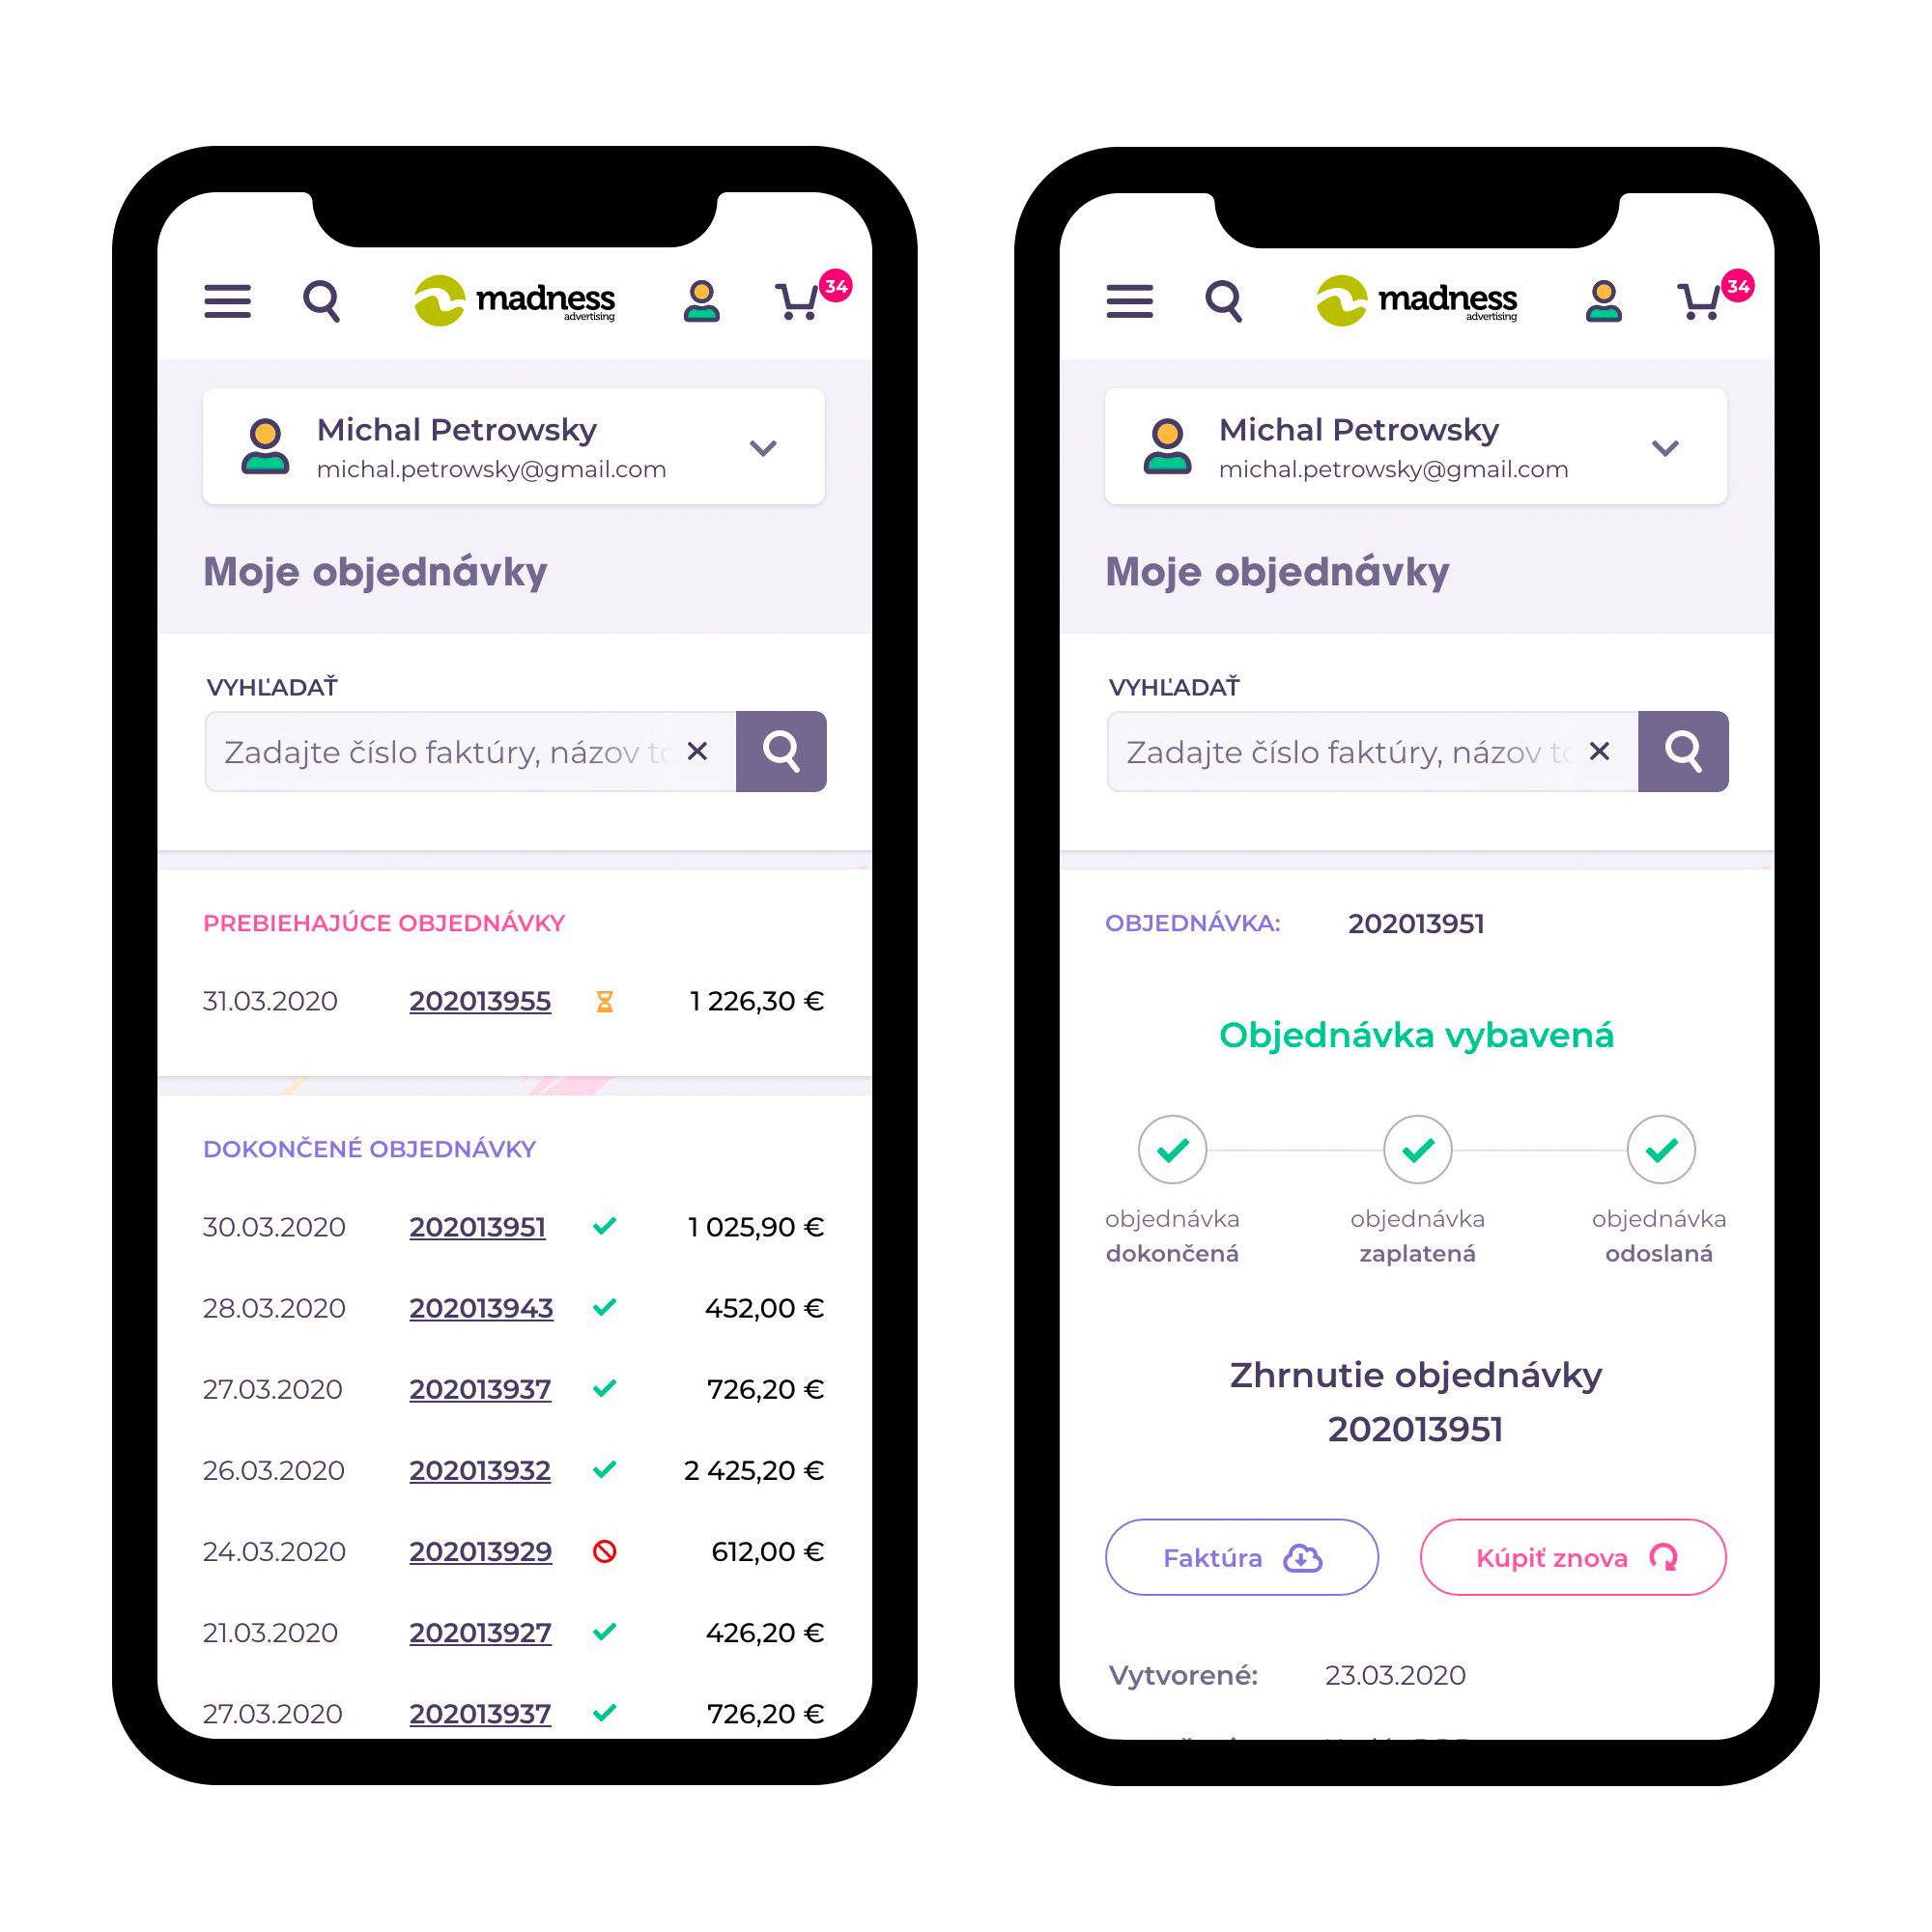 madness
advertising
34
Michal Petrowsky
michal.petrowsky@gmail.com
Moje objednávky
VYHĽADAŤ
Zadajte číslo faktúry, názov
PREBIEHAJÚCE OBJEDNÁVKY
31.03.2020 202013955 1 226,30 €
DOKONČENÉ OBJEDNÁVKY
30.03.2020 202013951 1 025,90 €
28.03.2020 202013943 452,00 €
27.03.2020 202013937 726,20 €
26.03.2020 202013932 2 425,20 €
24.03.2020 202013929 612,00 €
21.03.2020 202013927 426,20 €
27.03.2020 202013937 726,20 €
madness
advertising
34
Michal Petrowsky
michal.petrowsky@gmail.com
Moje objednávky
VYHĽADAŤ
Zadajte číslo faktúry, názov
OBJEDNÁVKA: 202013951
Objednávka vybavená
objednávka objednávka objednávka
dokončená zaplatená odoslaná
Zhrnutie objednávky
202013951
Faktúra Kúpiť znova
Vytvorené: 23.03.2020